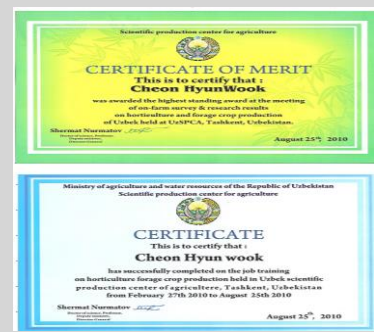 Scientific production center for agriculture
CERTIFICATE OF MERIT
This is to certify that :
Cheon HyunWook
was awarded the highest standing award at the meeting
of on-farm survey & research results
on horticulture and forage crop production
of Uzbek held at UzSPCA, Tashkent, Uzbekistan.
Shermat Nurmatov
August 25th, 2010
Ministry of agriculture and water resources of the Republic of Uzbekistan
Scientific production center for agriculture
CERTIFICATE
This is to certify that :
Cheon Hyun wook
has successfully completed on the job training
on horticulture forage crop production held in Uzbek scientific
production center of agricultere, Tashkent, Uzbekistan
from February 27th 2010 to August 25th 2010
Shermat Nurmatov
August 25th, 2010